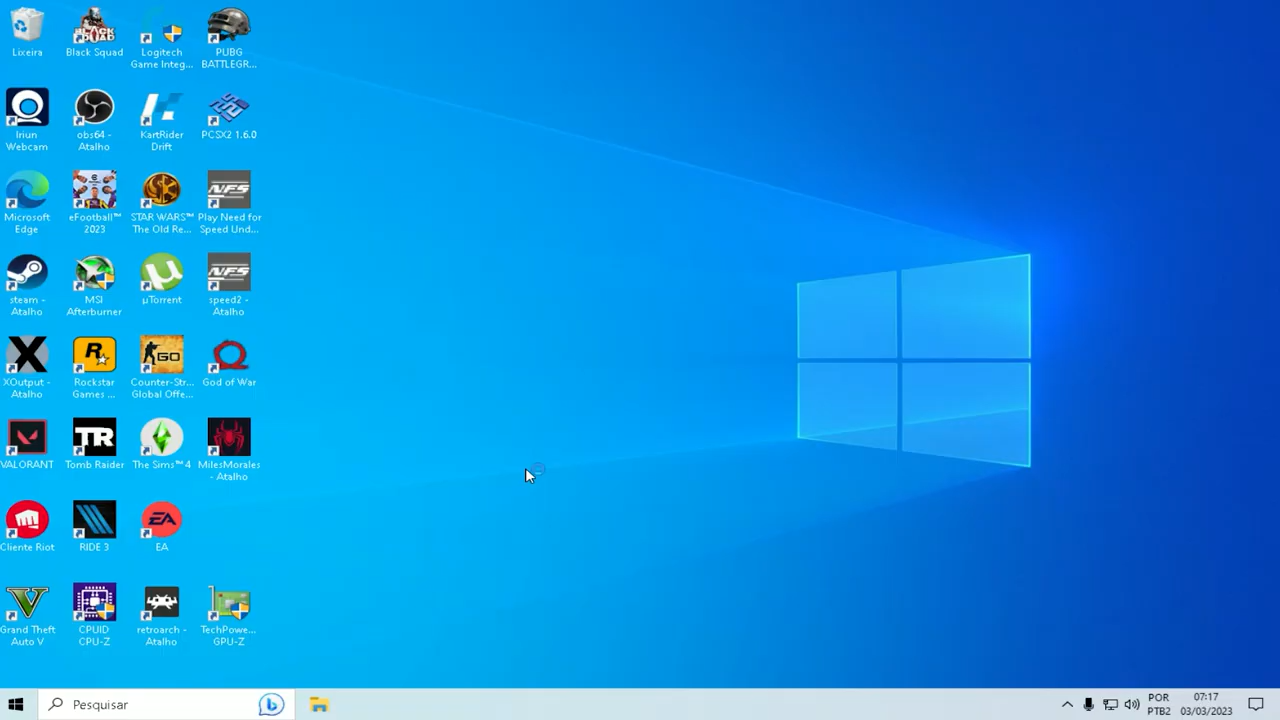 Lixeira
Black Squad
Logitech
Game Integ...
PUBG
BATTLEGR...
Iriun
Webcam
obs64 -
Atalho
KartRider
Drift
PCSX2 1.6.0
Microsoft
Edge
eFootball™
2023
STAR WARS™
The Old Re...
Play Need for
Speed Und...
steam -
Atalho
MSI
Afterburner
µTorrent
speed2 -
Atalho
XOutput -
Atalho
Rockstar
Games ...
Counter-Str...
Global Offe...
God of War
VALORANT
Tomb Raider
The Sims™ 4
MilesMorales
- Atalho
Cliente Riot
RIDE 3
EA
Grand Theft
Auto V
CPUID
CPU-Z
retroarch -
Atalho
TechPowe...
GPU-Z
Pesquisar
POR
PTB2
07:17
03/03/2023